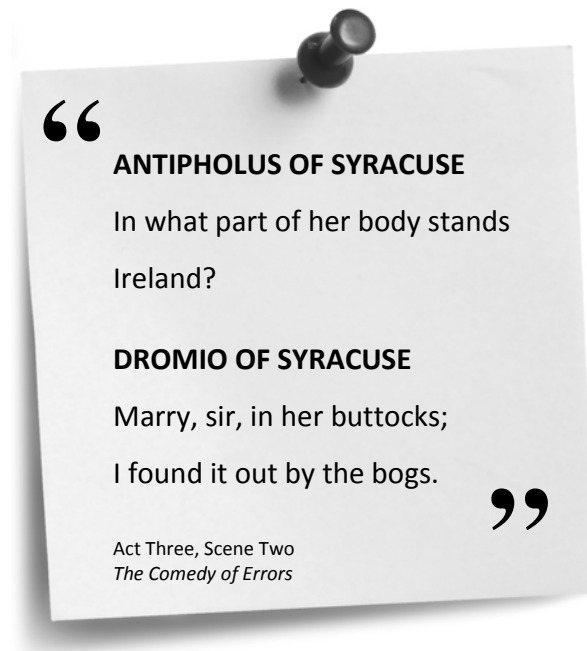 “
ANTIPHOLUS OF SYRACUSE
In what part of her body stands
Ireland?
DROMIO OF SYRACUSE
Marry, sir, in her buttocks;
I found it out by the bogs.
”
Act Three, Scene Two
The Comedy of Errors